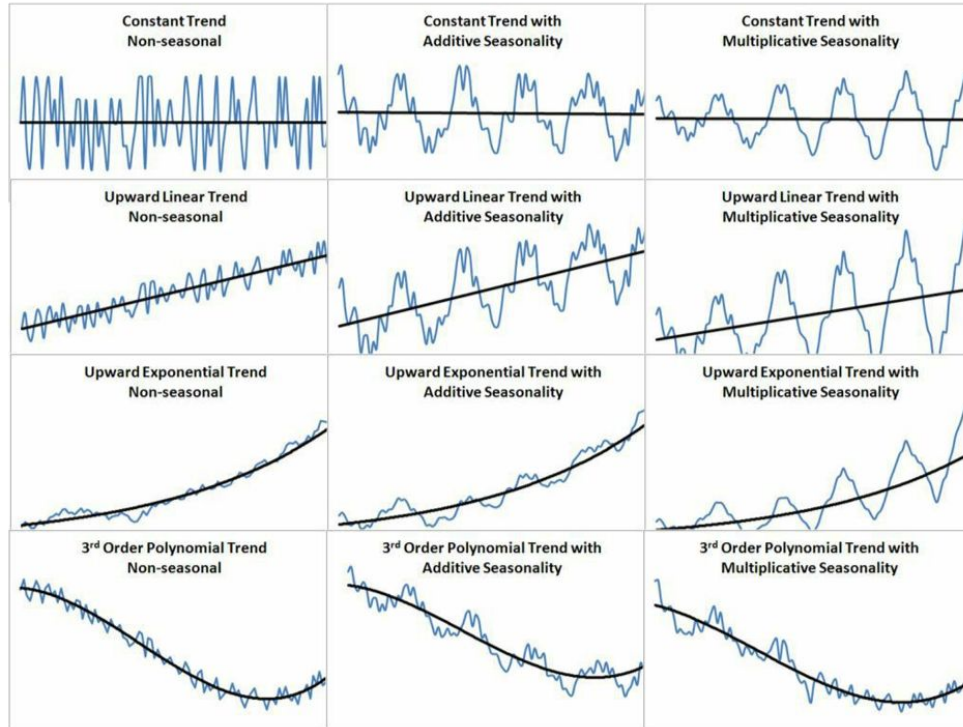 Constant Trend
Non-seasonal
Constant Trend with
Additive Seasonality
Constant Trend with
Multiplicative Seasonality
Upward Linear Trend
Non-seasonal
Upward Linear Trend with
Additive Seasonality
Upward Linear Trend with
Multiplicative Seasonality
Upward Exponential Trend
Non-seasonal
Upward Exponential Trend with
Additive Seasonality
Upward Exponential Trend with
Multiplicative Seasonality
3rd Order Polynomial Trend
Non-seasonal
3rd Order Polynomial Trend with
Additive Seasonality
3rd Order Polynomial Trend with
Multiplicative Seasonality